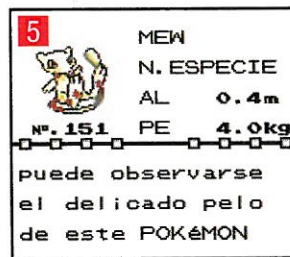 5
MEW
N.ESPECIE
AL 0.4m
Nº.151 PE 4.0kg
puede observarse
el delicado pelo
de este POKéMON